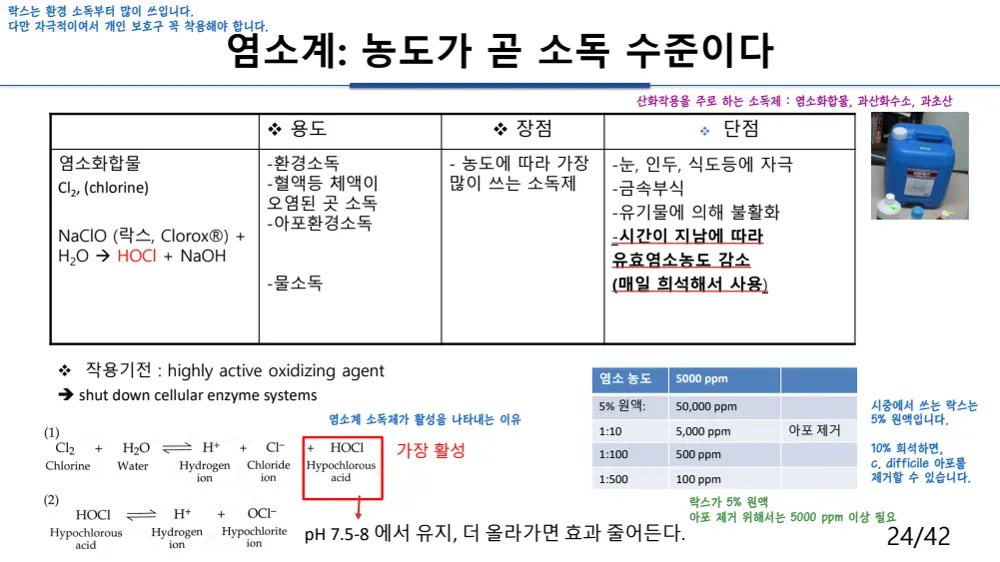 락스는 환경 소독부터 많이 쓰입니다.
다만 자극적이여서 개인 보호구 꼭 착용해야 합니다.
염소계: 농도가 곧 소독 수준이다
산화작용을 주로 하는 소독제 : 염소화합물, 과산화수소, 과초산
❖ 용도
❖ 장점
❖ 단점
염소화합물
Cl₂, (chlorine)
NaClO (락스, Clorox®) +
H₂O → HOCl + NaOH
-환경소독
-혈액등 체액이
오염된 곳 소독
-아포환경소독
-물소독
- 농도에 따라 가장
많이 쓰는 소독제
-눈, 인두, 식도등에 자극
-금속부식
-유기물에 의해 불활화
-시간이 지남에 따라
유효염소농도 감소
(매일 희석해서 사용)
❖ 작용기전 : highly active oxidizing agent
→ shut down cellular enzyme systems
염소계 소독제가 활성을 나타내는 이유
(1)
Cl₂ + H₂O ⇌ H⁺ + Cl⁻ + HOCl
Chlorine Water Hydrogen ion Chloride ion Hypochlorous acid
가장 활성
(2)
HOCl ⇌ H⁺ + OCl⁻
Hypochlorous acid Hydrogen ion Hypochlorite ion
pH 7.5-8 에서 유지, 더 올라가면 효과 줄어든다.
염소 농도 5000 ppm
5% 원액: 50,000 ppm
1:10 5,000 ppm 아포 제거
1:100 500 ppm
1:500 100 ppm
시중에서 쓰는 락스는
5% 원액입니다.
10% 희석하면,
c. difficile 아포를
제거할 수 있습니다.
락스가 5% 원액
아포 제거 위해서는 5000 ppm 이상 필요
24/42